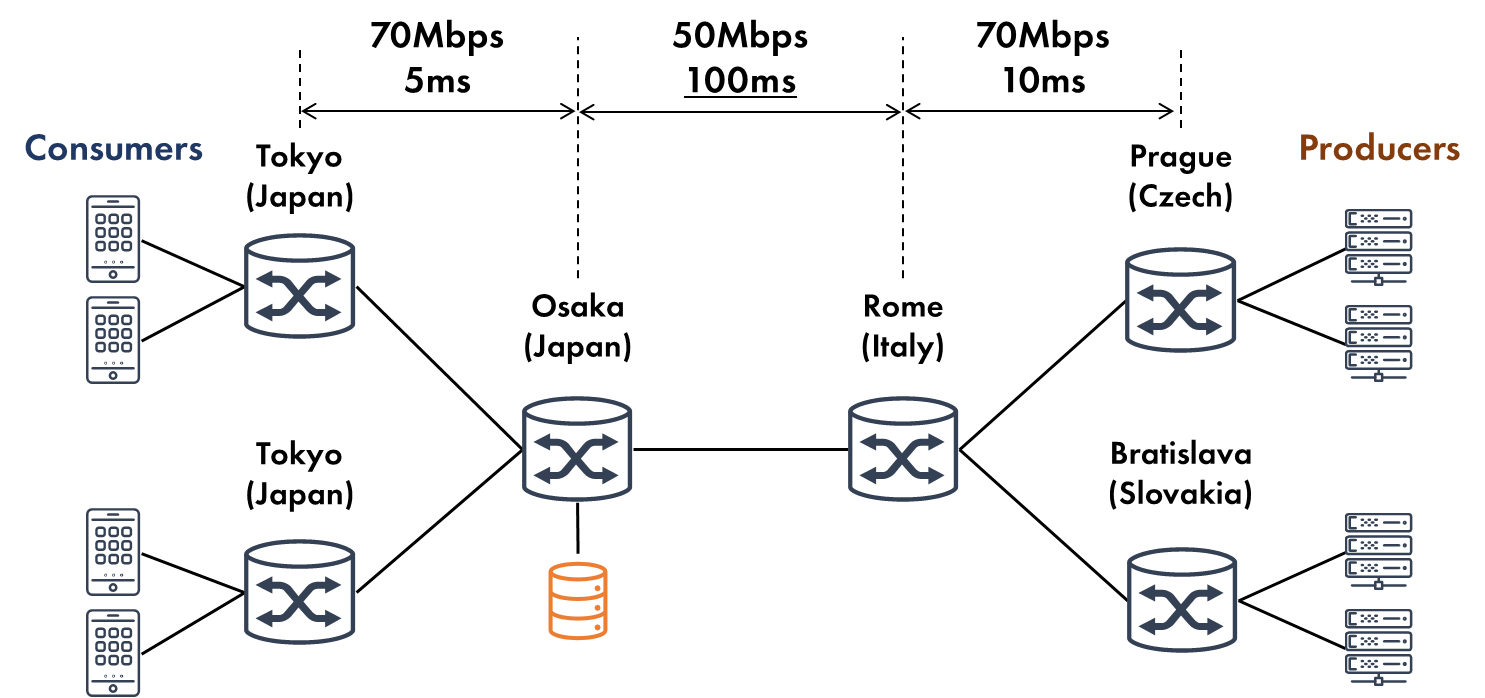 70Mbps
5ms
50Mbps
100ms
70Mbps
10ms
Consumers
Tokyo
(Japan)
Prague
(Czech)
Producers
Osaka
(Japan)
Rome
(Italy)
Tokyo
(Japan)
Bratislava
(Slovakia)